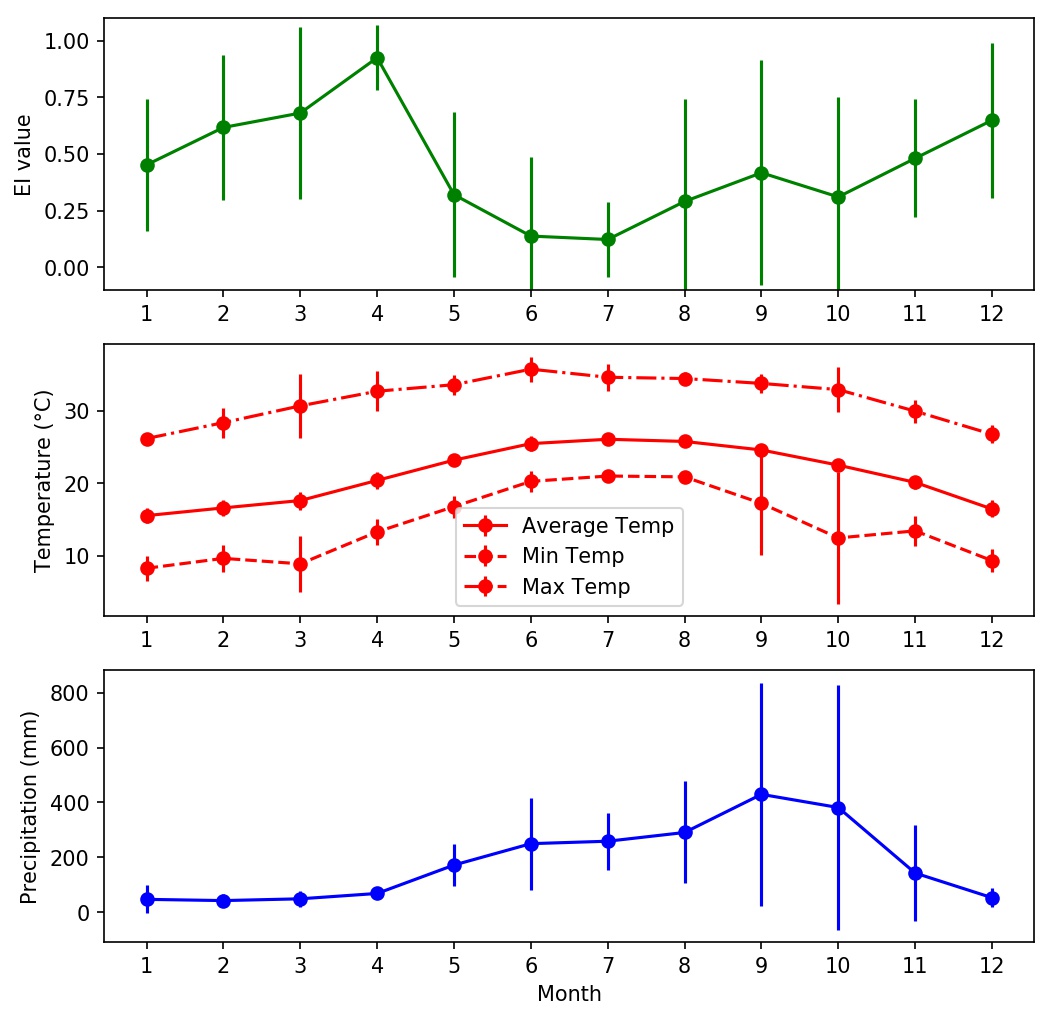 EI value
1.00
0.75
0.50
0.25
0.00
1 2 3 4 5 6 7 8 9 10 11 12
Temperature (°C)
30
20
10
Average Temp
Min Temp
Max Temp
1 2 3 4 5 6 7 8 9 10 11 12
Precipitation (mm)
800
600
400
200
0
1 2 3 4 5 6 7 8 9 10 11 12
Month